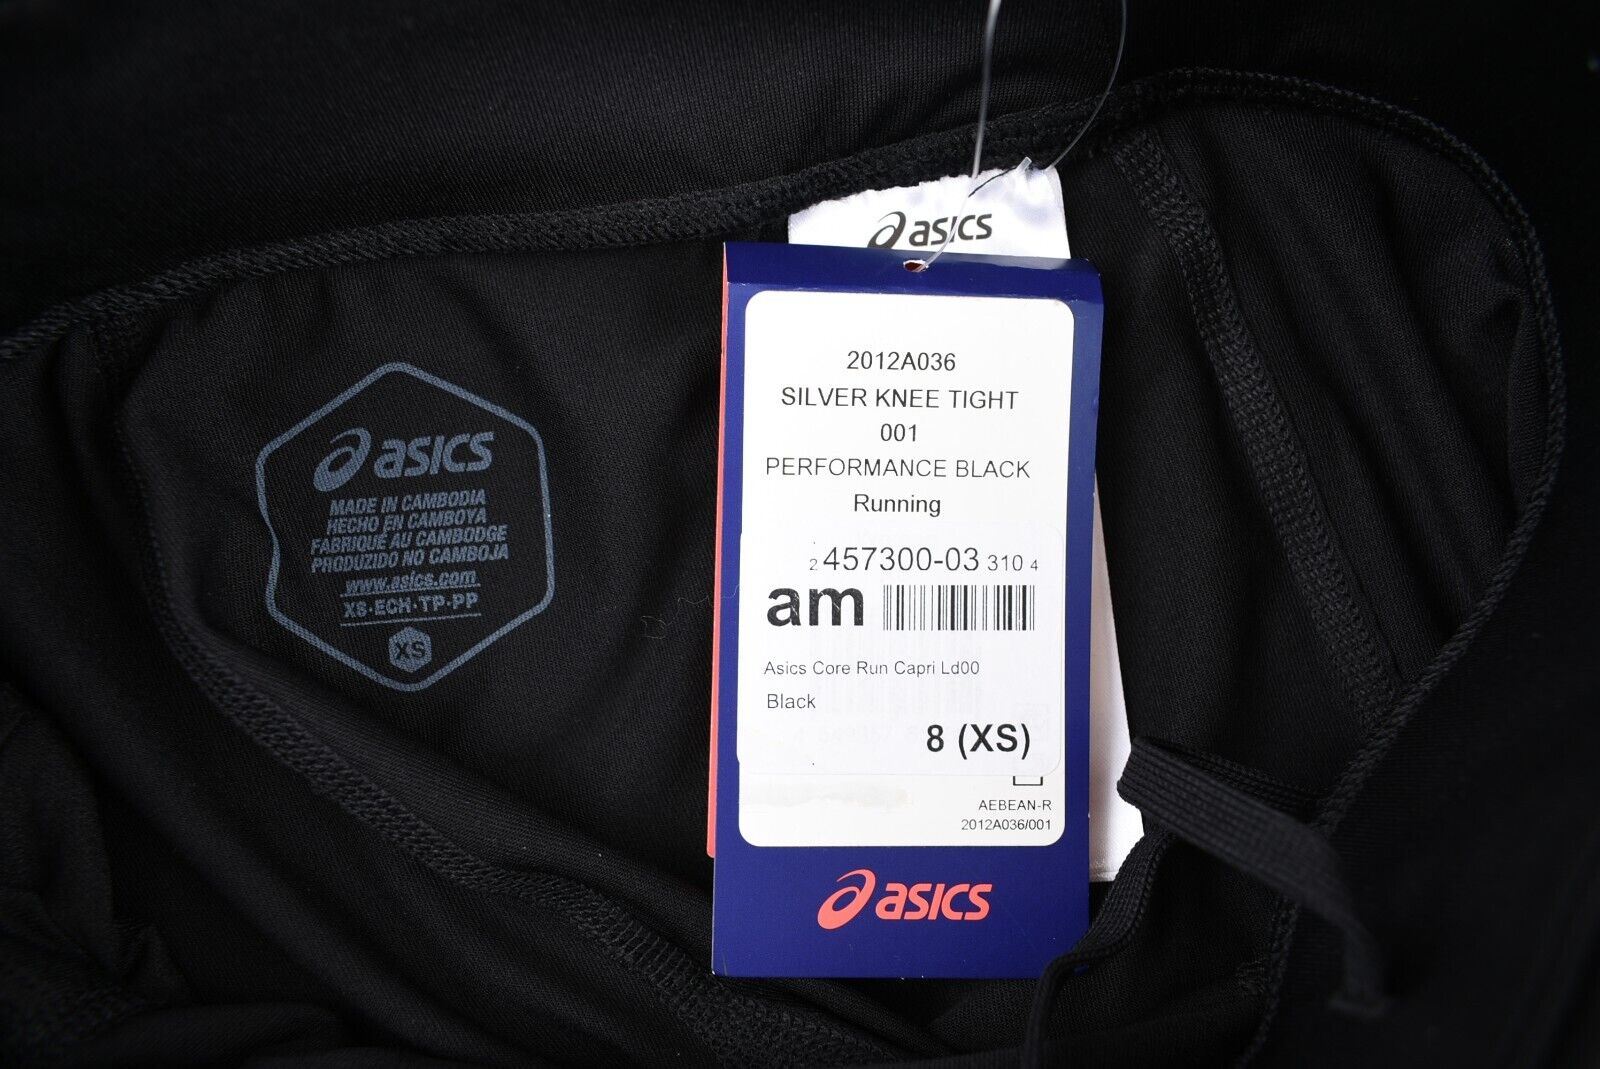 asics
asics
MADE IN CAMBODIA
HECHO EN CAMBOYA
FABRIQUÉ AU CAMBODGE
PRODUZIDO NO CAMBOJA
www.asics.com
XS·ECH·TP·PP
XS
2012A036
SILVER KNEE TIGHT
001
PERFORMANCE BLACK
Running
2 457300-03 310 4
am
Asics Core Run Capri Ld00
Black
8 (XS)
AEBEAN-R
2012A036/001
asics